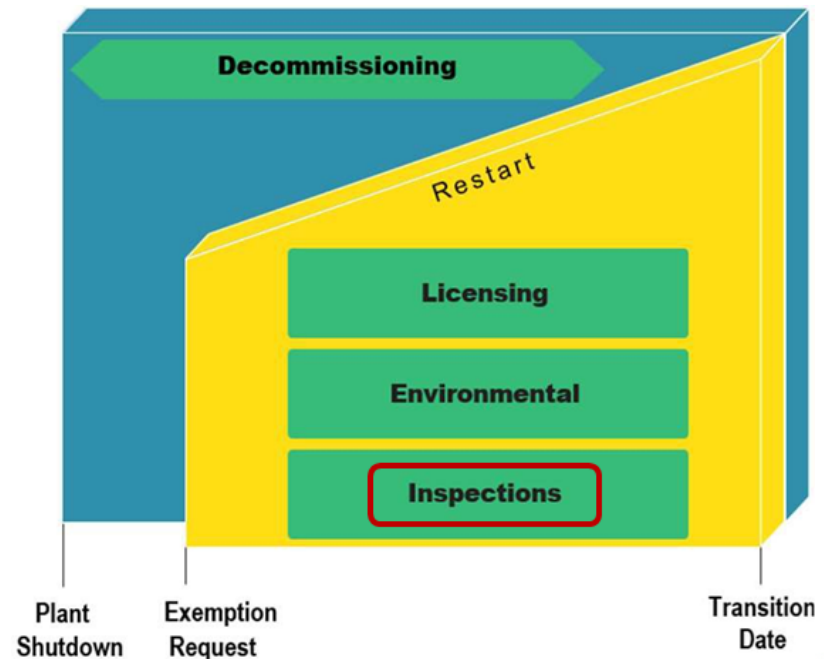 Decommissioning
Restart
Licensing
Environmental
Inspections
Plant
Shutdown
Exemption
Request
Transition
Date